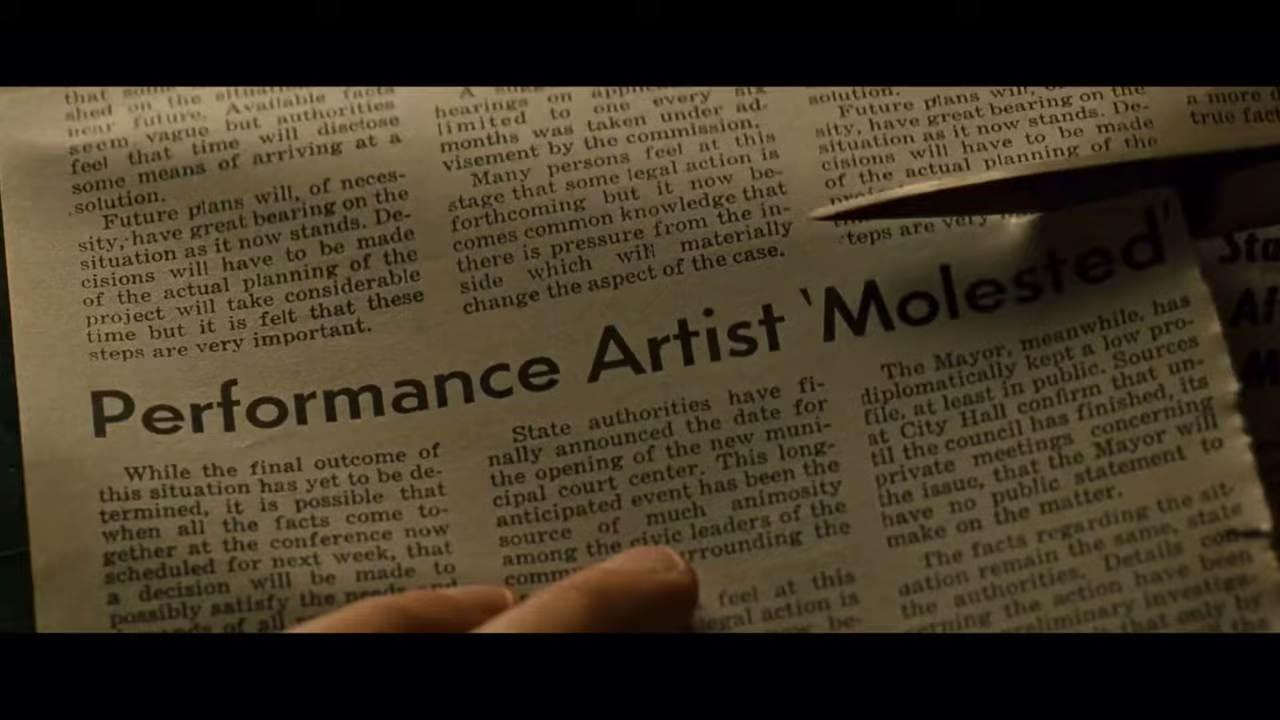 shed on the situation
near future. Available facts
seem vague but authorities
feel that time will disclose
some means of arriving at a
solution.
Future plans will, of neces-
sity, have great bearing on the
situation as it now stands. De-
cisions will have to be made
of the actual planning of the
project will take considerable
time but it is felt that these
steps are very important.
hearings on
limited to one every six
months was taken under ad-
visement by the commission.
Many persons feel at this
stage that some legal action is
forthcoming but it now be-
comes common knowledge that
there is pressure from the in-
side which will materially
change the aspect of the case.
solution.
Future plans will, of
sity, have great bearing on the
situation as it now stands. De-
cisions will have to be made
of the actual planning of the
steps are very
a more
true fact
Performance Artist 'Molested'
While the final outcome of
this situation has yet to be de-
termined, it is possible that
when all the facts come to-
gether at the conference now
scheduled for next week, that
a decision will be made to
possibly satisfy the needs and
of all
State authorities have fi-
nally announced the date for
the opening of the new muni-
cipal court center. This long-
anticipated event has been the
source of much animosity
among the civic leaders of the
rrounding the
feel at this
legal action is
be-
The Mayor, meanwhile, has
diplomatically kept a low pro-
file, at least in public. Sources
at City Hall confirm that un-
til the council has finished, its
private meetings concerning
the issue, that the Mayor will
have no public statement to
make on the matter.
The facts regarding the sit-
uation remain the same, state
the authorities. Details con-
cerning the action have been
preliminary investiga-
that only by